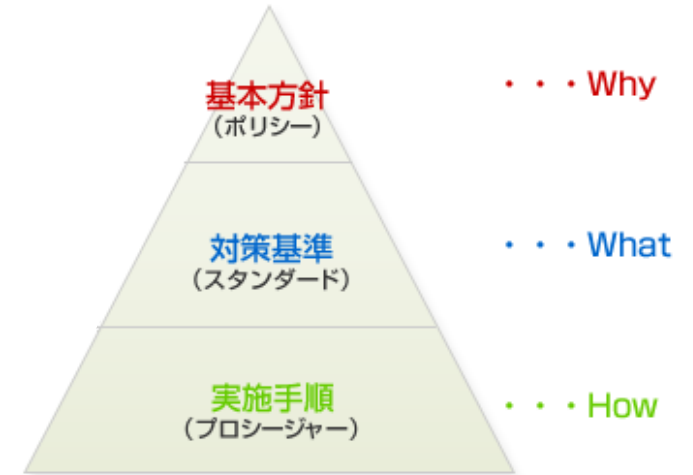 基本方針 ・・・Why
(ポリシー)
対策基準 ・・・What
(スタンダード)
実施手順 ・・・How
(プロシージャー)